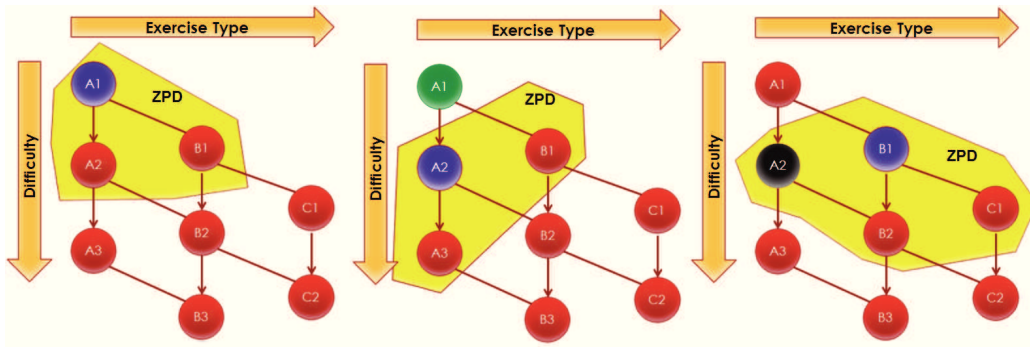 Exercise Type
Difficulty
ZPD
A1
A2
B1
A3
B2
C1
B3
C2
Exercise Type
Difficulty
ZPD
A1
A2
B1
A3
B2
C1
B3
C2
Exercise Type
Difficulty
ZPD
A1
A2
B1
A3
B2
C1
B3
C2